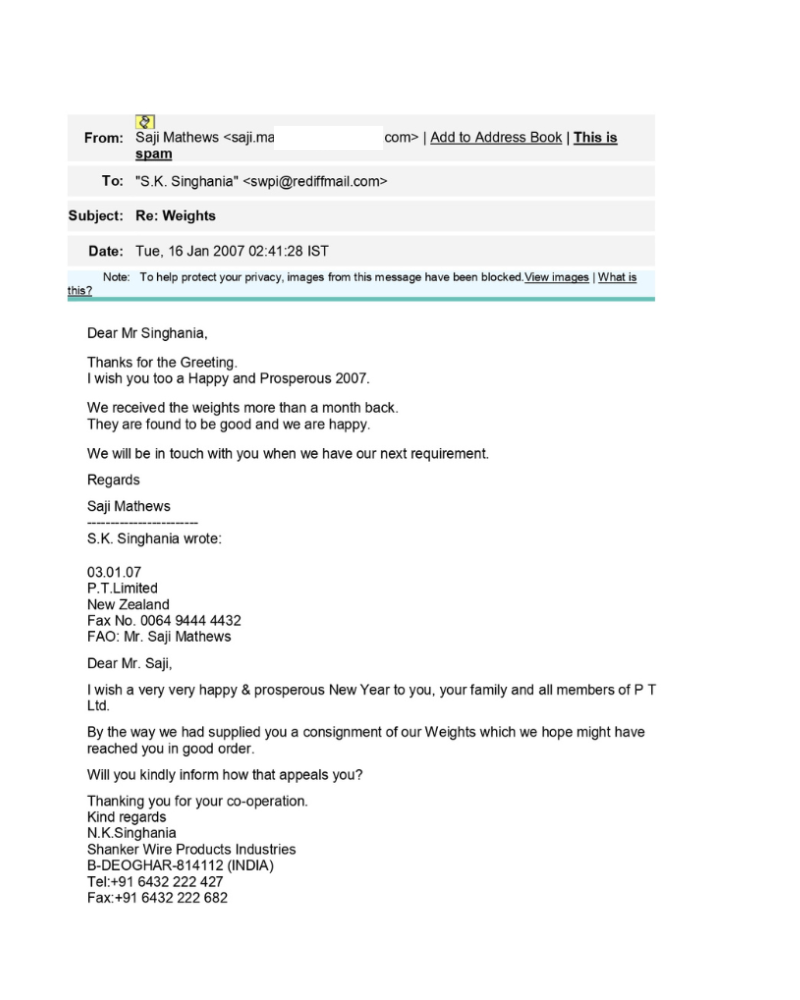 From: Saji Mathews <saji.ma com> | Add to Address Book | This is
spam
To: "S.K. Singhania" <swpi@rediffmail.com>
Subject: Re: Weights
Date: Tue, 16 Jan 2007 02:41:28 IST
Note: To help protect your privacy, images from this message have been blocked.View images | What is
this?
Dear Mr Singhania,
Thanks for the Greeting.
I wish you too a Happy and Prosperous 2007.
We received the weights more than a month back.
They are found to be good and we are happy.
We will be in touch with you when we have our next requirement.
Regards
Saji Mathews
------------------------
S.K. Singhania wrote:
03.01.07
P.T.Limited
New Zealand
Fax No. 0064 9444 4432
FAO: Mr. Saji Mathews
Dear Mr. Saji,
I wish a very very happy & prosperous New Year to you, your family and all members of P T
Ltd.
By the way we had supplied you a consignment of our Weights which we hope might have
reached you in good order.
Will you kindly inform how that appeals you?
Thanking you for your co-operation.
Kind regards
N.K.Singhania
Shanker Wire Products Industries
B-DEOGHAR-814112 (INDIA)
Tel:+91 6432 222 427
Fax:+91 6432 222 682